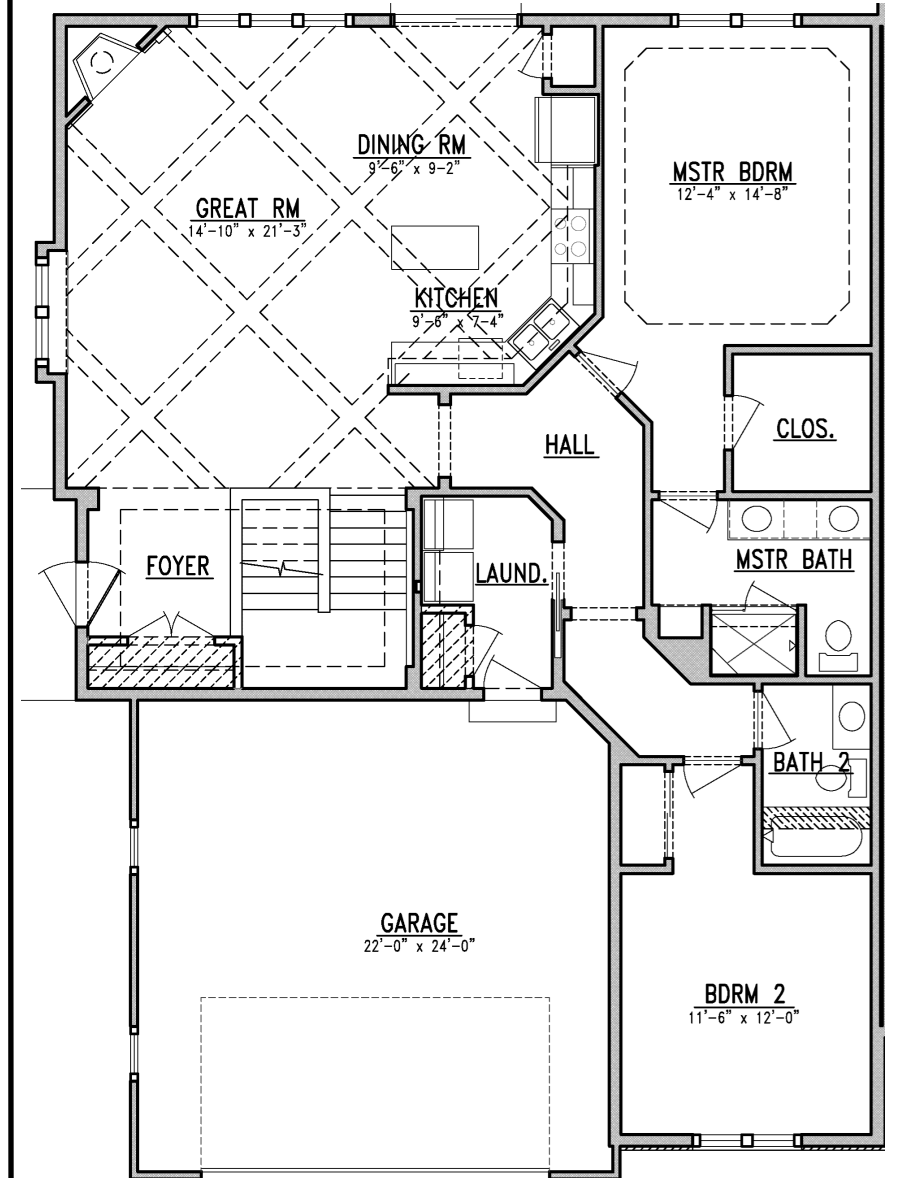 DINING RM
9'-6" x 9-2"
MSTR BDRM
12'-4" x 14'-8"
GREAT RM
14'-10" x 21'-3"
KITCHEN
9'-6" x 7-4"
HALL
CLOS.
FOYER
LAUND.
MSTR BATH
BATH 2
GARAGE
22'-0" x 24'-0"
BDRM 2
11'-6" x 12'-0"